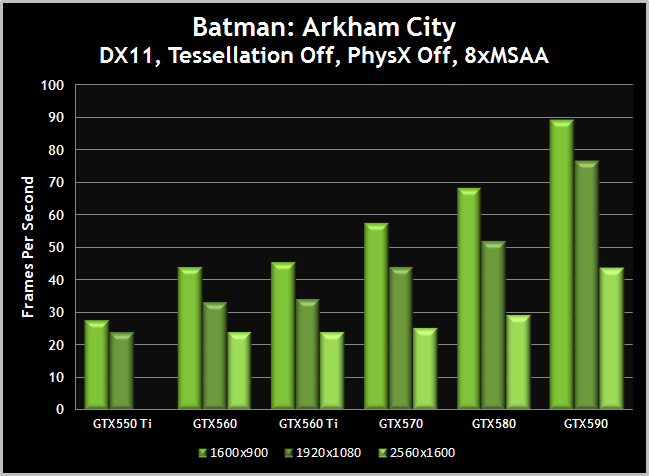 Batman: Arkham City
DX11, Tessellation Off, PhysX Off, 8xMSAA
Frames Per Second
100
90
80
70
60
50
40
30
20
10
0
GTX550 Ti GTX560 GTX560 Ti GTX570 GTX580 GTX590
1600x900 1920x1080 2560x1600